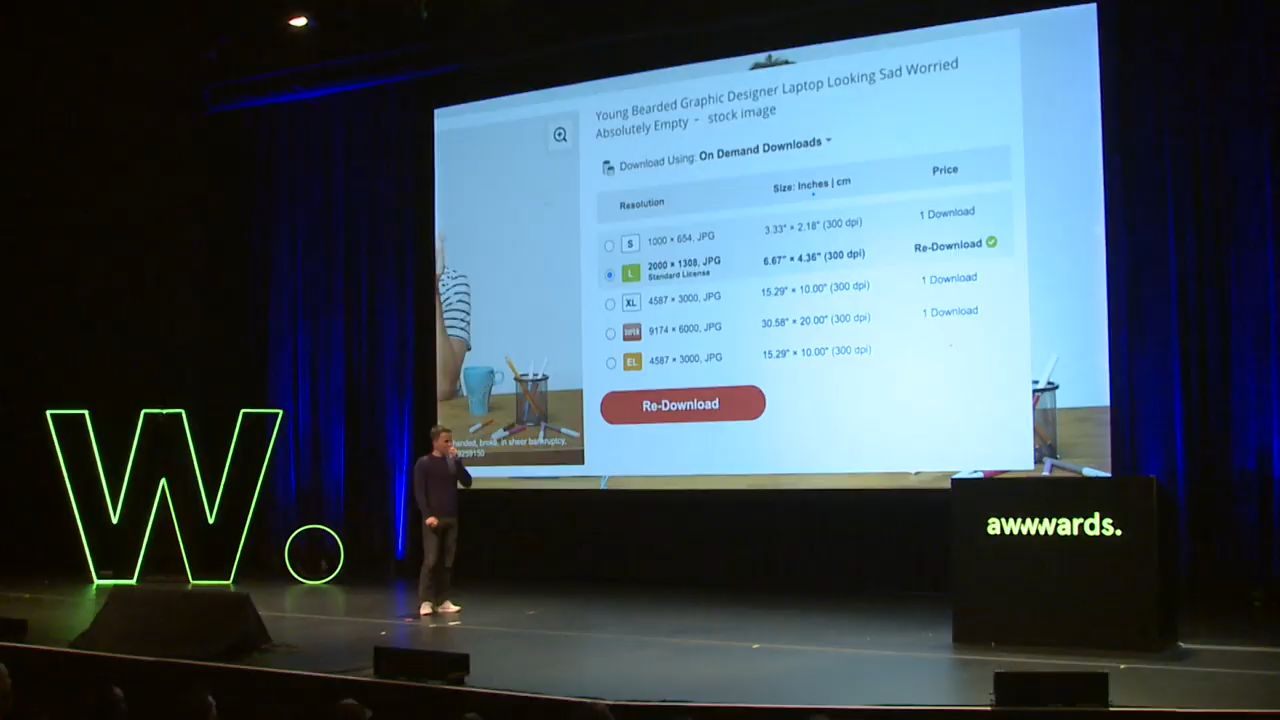 Young Bearded Graphic Designer Laptop Looking Sad Worried
Absolutely Empty - stock image
Download Using: On Demand Downloads
Resolution Size: Inches | cm Price
S 1000 × 654, JPG 3.33" × 2.18" (300 dpi) 1 Download
L 2000 × 1308, JPG 6.67" × 4.36" (300 dpi) Re-Download
Standard License
XL 4587 × 3000, JPG 15.29" × 10.00" (300 dpi) 1 Download
SUPER 9174 × 6000, JPG 30.58" × 20.00" (300 dpi) 1 Download
EL 4587 × 3000, JPG 15.29" × 10.00" (300 dpi)
Re-Download
broke, in sheer bankruptcy,
9259150
W.
awwwards.